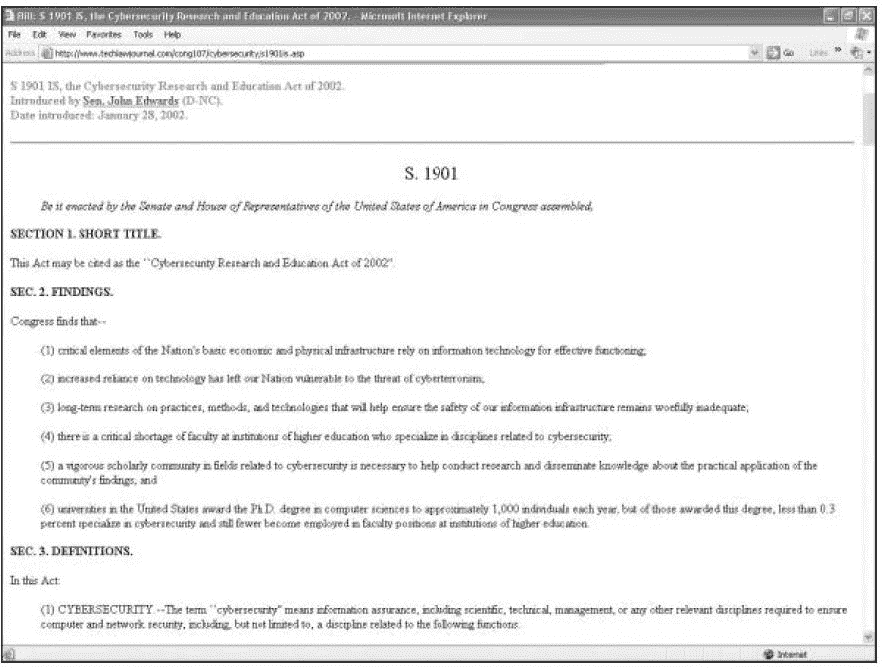 Bill: S 1901 IS, the Cybersecurity Research and Education Act of 2002. - Microsoft Internet Explorer
File Edit View Favorites Tools Help
Address http://www.techlawjournal.com/cong107/cybersecurity/s1901is.asp Go Links »
S 1901 IS, the Cybersecurity Research and Education Act of 2002.
Introduced by Sen. John Edwards (D-NC).
Date introduced: January 28, 2002.
S. 1901
Be it enacted by the Senate and House of Representatives of the United States of America in Congress assembled,
SECTION 1. SHORT TITLE.
This Act may be cited as the ``Cybersecurity Research and Education Act of 2002''.
SEC. 2. FINDINGS.
Congress finds that--
(1) critical elements of the Nation's basic economic and physical infrastructure rely on information technology for effective functioning;
(2) increased reliance on technology has left our Nation vulnerable to the threat of cyberterrorism;
(3) long-term research on practices, methods, and technologies that will help ensure the safety of our information infrastructure remains woefully inadequate;
(4) there is a critical shortage of faculty at institutions of higher education who specialize in disciplines related to cybersecurity;
(5) a vigorous scholarly community in fields related to cybersecurity is necessary to help conduct research and disseminate knowledge about the practical application of the
community's findings; and
(6) universities in the United States award the Ph.D. degree in computer sciences to approximately 1,000 individuals each year, but of those awarded this degree, less than 0.3
percent specialize in cybersecurity and still fewer become employed in faculty positions at institutions of higher education.
SEC. 3. DEFINITIONS.
In this Act:
(1) CYBERSECURITY.--The term ``cybersecurity'' means information assurance, including scientific, technical, management, or any other relevant disciplines required to ensure
computer and network security, including, but not limited to, a discipline related to the following functions:
Internet